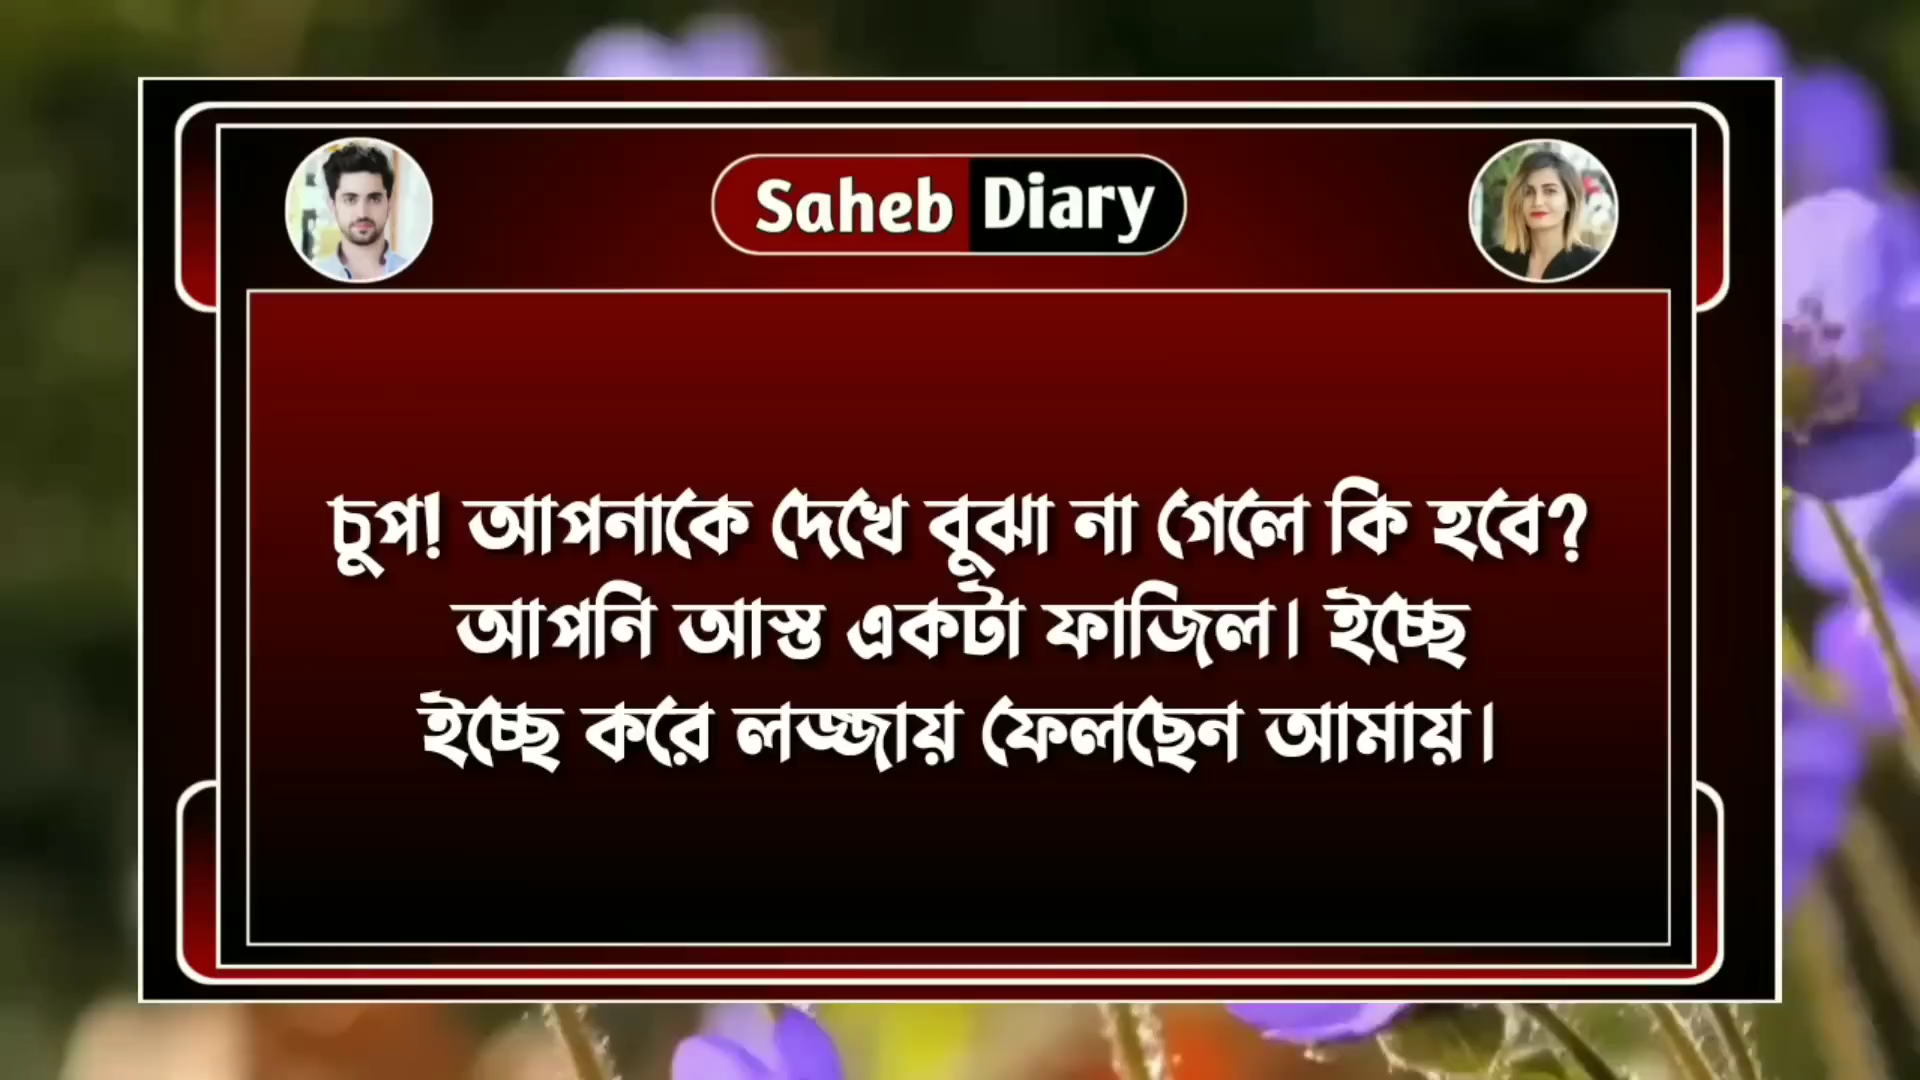 Saheb Diary
চুপ! আপনাকে দেখে বুঝা না গেলে কি হবে?
আপনি আস্ত একটা ফাজিল। ইচ্ছে
ইচ্ছে করে লজ্জায় ফেলছেন আমায়।